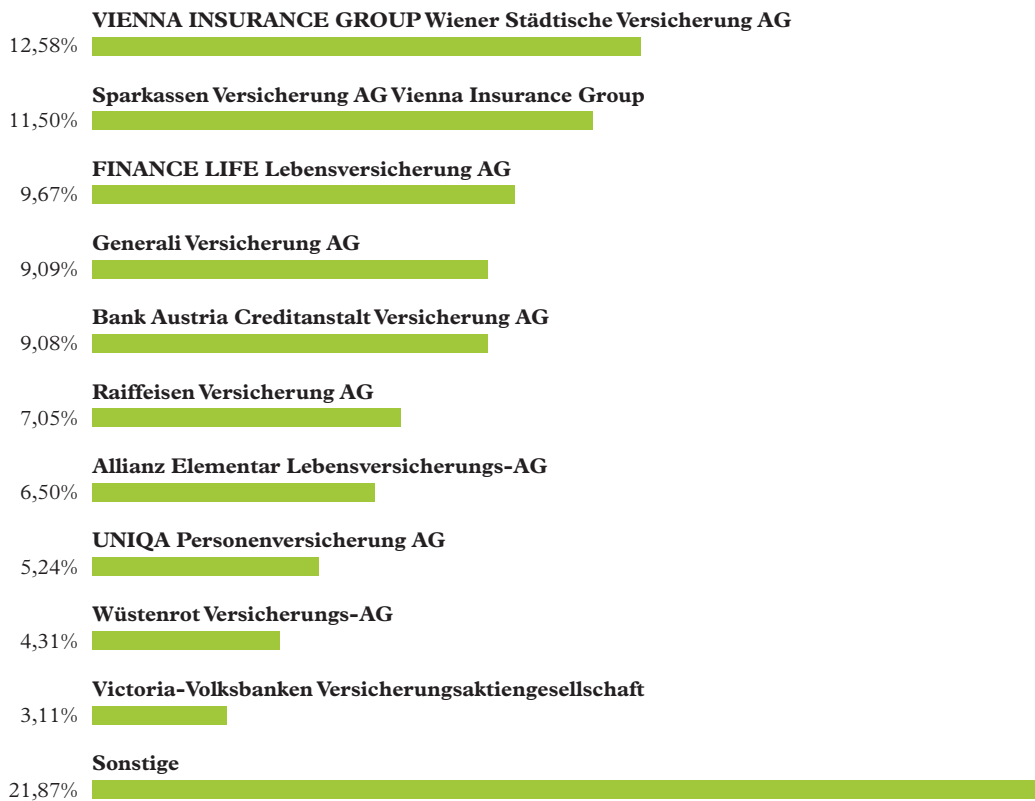 VIENNA INSURANCE GROUP Wiener Städtische Versicherung AG
12,58%
Sparkassen Versicherung AG Vienna Insurance Group
11,50%
FINANCE LIFE Lebensversicherung AG
9,67%
Generali Versicherung AG
9,09%
Bank Austria Creditanstalt Versicherung AG
9,08%
Raiffeisen Versicherung AG
7,05%
Allianz Elementar Lebensversicherungs-AG
6,50%
UNIQA Personenversicherung AG
5,24%
Wüstenrot Versicherungs-AG
4,31%
Victoria-Volksbanken Versicherungsaktiengesellschaft
3,11%
Sonstige
21,87%